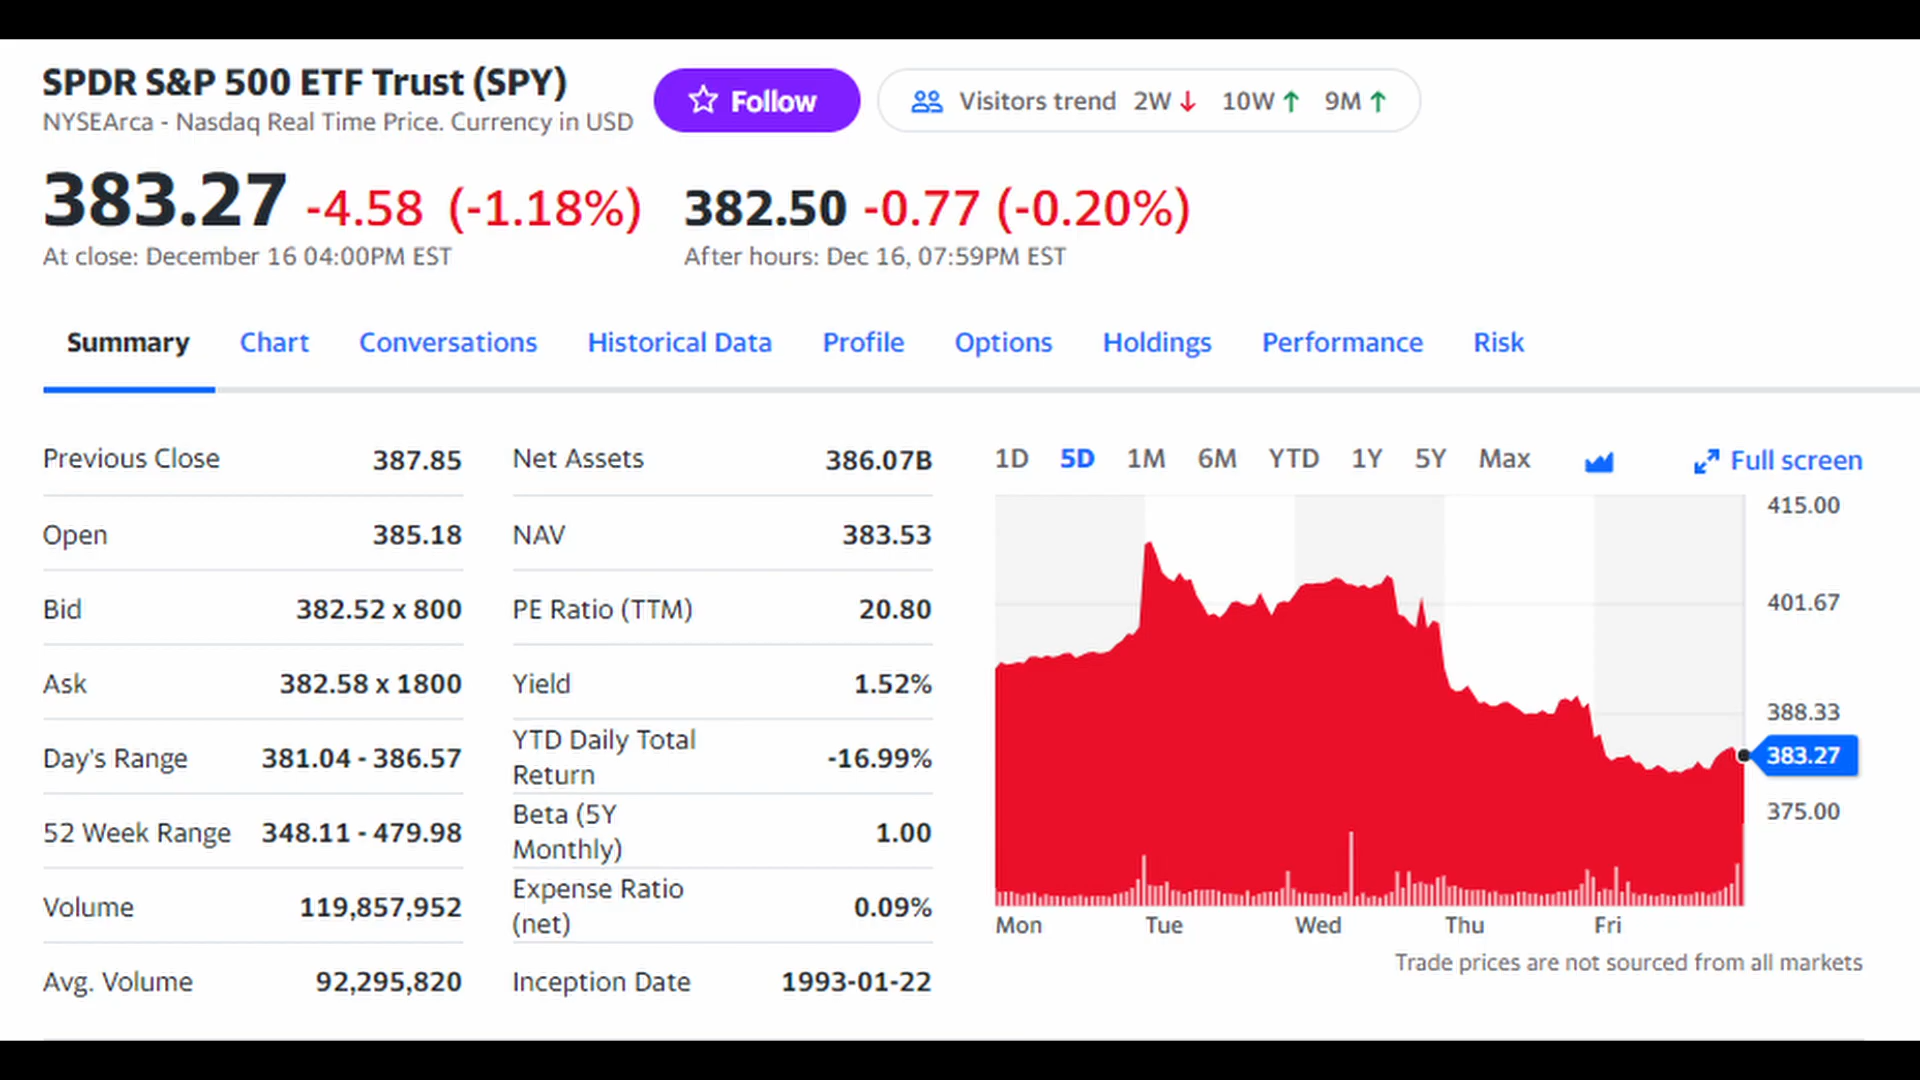 SPDR S&P 500 ETF Trust (SPY)
NYSEArca - Nasdaq Real Time Price. Currency in USD
Follow
Visitors trend 2W ↓ 10W ↑ 9M ↑
383.27 -4.58 (-1.18%)
At close: December 16 04:00PM EST
382.50 -0.77 (-0.20%)
After hours: Dec 16, 07:59PM EST
Summary Chart Conversations Historical Data Profile Options Holdings Performance Risk
Previous Close 387.85
Open 385.18
Bid 382.52 x 800
Ask 382.58 x 1800
Day's Range 381.04 - 386.57
52 Week Range 348.11 - 479.98
Volume 119,857,952
Avg. Volume 92,295,820
Net Assets 386.07B
NAV 383.53
PE Ratio (TTM) 20.80
Yield 1.52%
YTD Daily Total
Return -16.99%
Beta (5Y
Monthly) 1.00
Expense Ratio
(net) 0.09%
Inception Date 1993-01-22
1D 5D 1M 6M YTD 1Y 5Y Max Full screen
415.00
401.67
388.33
383.27
375.00
Mon Tue Wed Thu Fri
Trade prices are not sourced from all markets